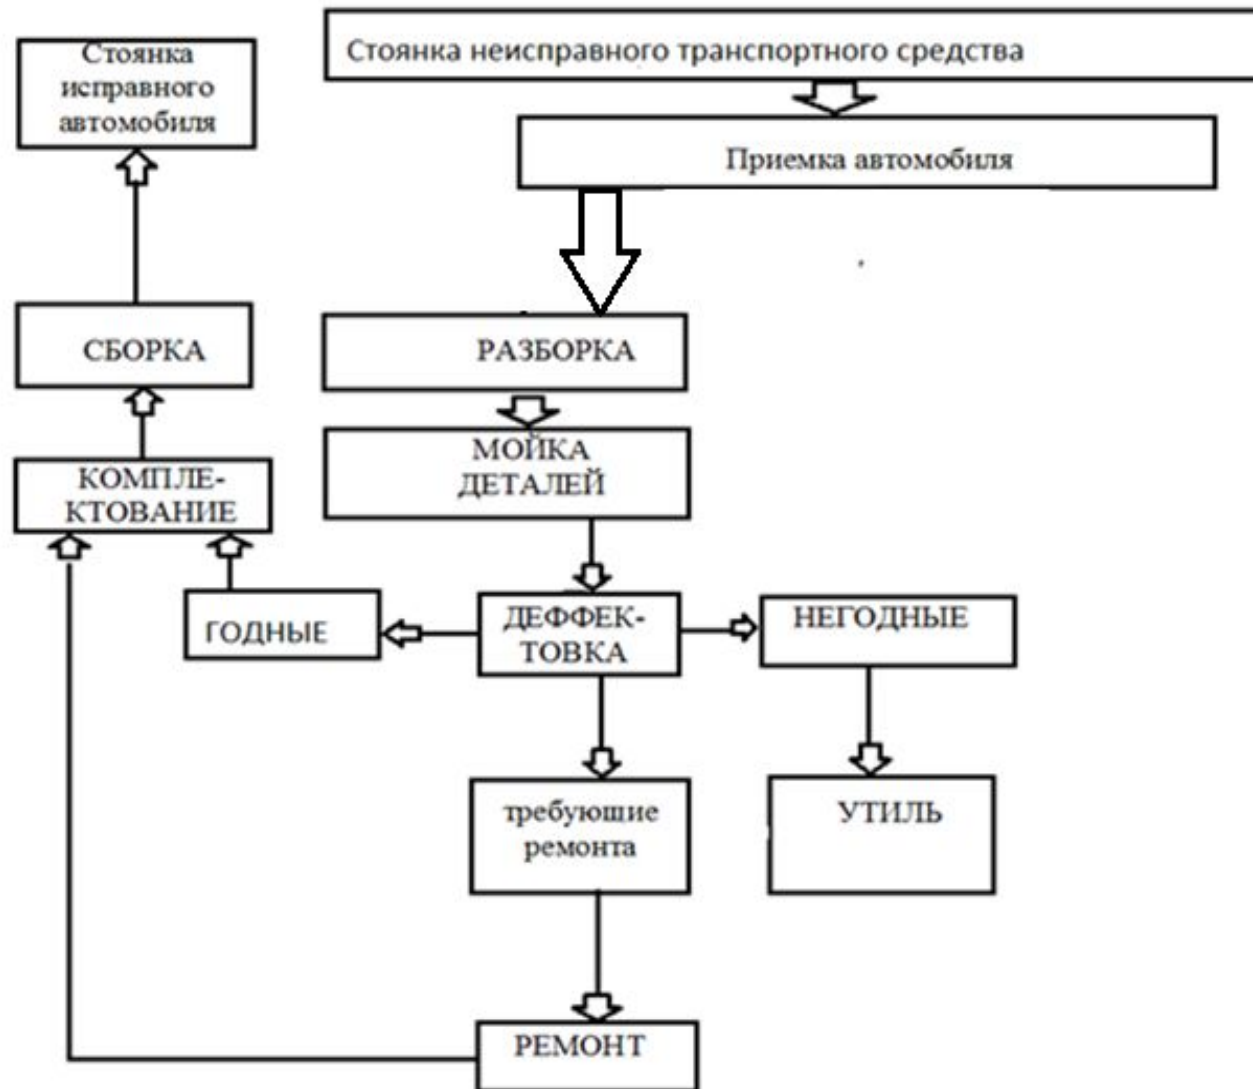 Стоянка неисправного транспортного средства
Стоянка
исправного
автомобиля
Приемка автомобиля
СБОРКА
РАЗБОРКА
МОЙКА
ДЕТАЛЕЙ
КОМПЛЕ-
КТОВАНИЕ
ГОДНЫЕ
ДЕФФЕК-
ТОВКА
НЕГОДНЫЕ
требуюшие
ремонта
УТИЛЬ
РЕМОНТ